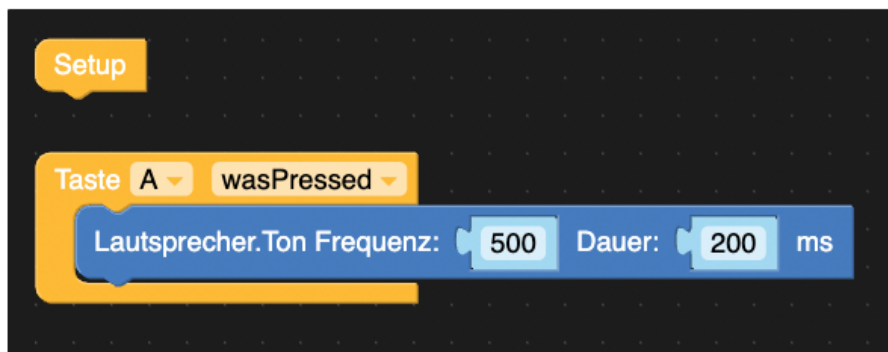 Setup
Taste A wasPressed
Lautsprecher.Ton Frequenz: 500 Dauer: 200 ms